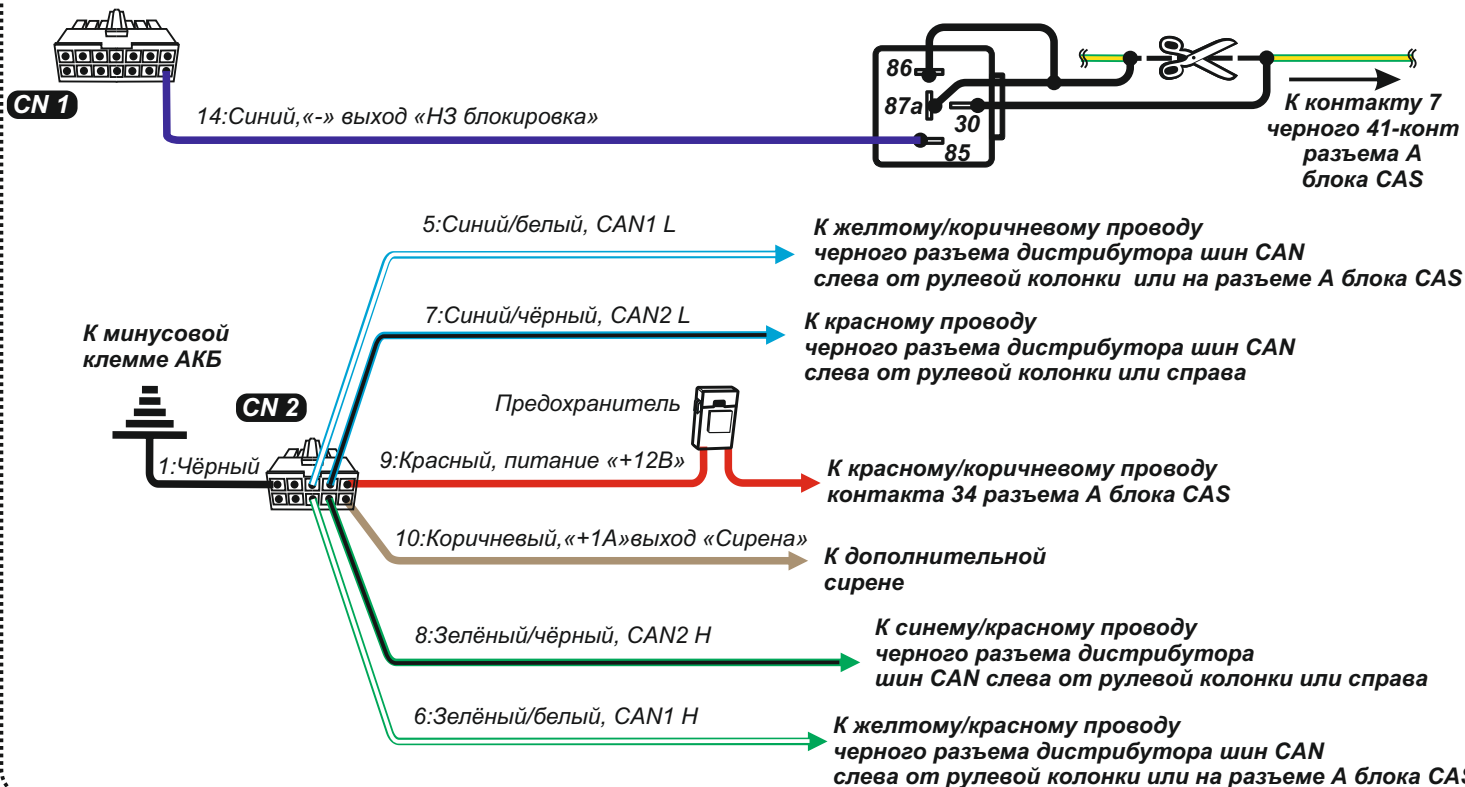 CN 1
14:Синий,«-» выход «НЗ блокировка»
86
87а
30
85
К контакту 7
черного 41-конт
разъема А
блока CAS
5:Синий/белый, CAN1 L
К желтому/коричневому проводу
черного разъема дистрибутора шин CAN
слева от рулевой колонки или на разъеме А блока CAS
7:Синий/чёрный, CAN2 L
К красному проводу
черного разъема дистрибутора шин CAN
слева от рулевой колонки или справа
К минусовой
клемме АКБ
CN 2
Предохранитель
1:Чёрный
9:Красный, питание «+12В»
К красному/коричневому проводу
контакта 34 разъема А блока CAS
10:Коричневый,«+1А»выход «Сирена»
К дополнительной
сирене
8:Зелёный/чёрный, CAN2 H
К синему/красному проводу
черного разъема дистрибутора
шин CAN слева от рулевой колонки или справа
6:Зелёный/белый, CAN1 H
К желтому/красному проводу
черного разъема дистрибутора шин CAN
слева от рулевой колонки или на разъеме А блока CAS